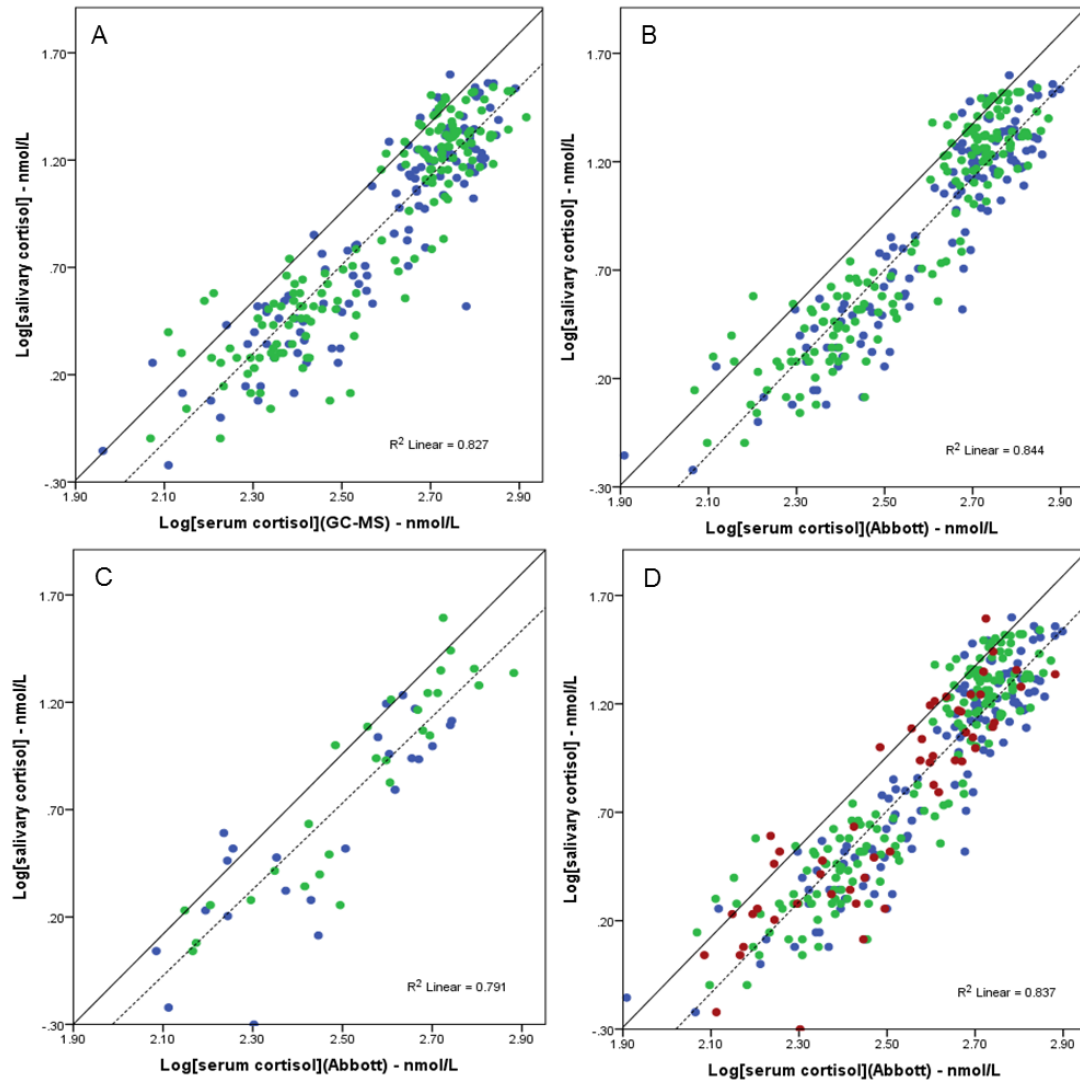 A
Log[salivary cortisol] - nmol/L
1.70
1.20
.70
.20
-.30
R2 Linear = 0.827
1.90 2.10 2.30 2.50 2.70 2.90
Log[serum cortisol](GC-MS) - nmol/L
B
Log[salivary cortisol] - nmol/L
1.70
1.20
.70
.20
-.30
R2 Linear = 0.844
1.90 2.10 2.30 2.50 2.70 2.90
Log[serum cortisol](Abbott) - nmol/L
C
Log[salivary cortisol] - nmol/L
1.70
1.20
.70
.20
-.30
R2 Linear = 0.791
1.90 2.10 2.30 2.50 2.70 2.90
Log[serum cortisol](Abbott) - nmol/L
D
Log[salivary cortisol] - nmol/L
1.70
1.20
.70
.20
-.30
R2 Linear = 0.837
1.90 2.10 2.30 2.50 2.70 2.90
Log[serum cortisol](Abbott) - nmol/L